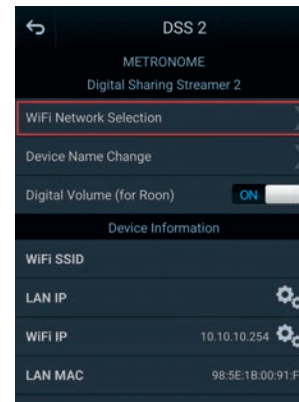 DSS 2
METRONOME
Digital Sharing Streamer 2
WiFi Network Selection
Device Name Change
Digital Volume (for Roon) ON
Device Information
WiFi SSID
LAN IP
WiFi IP 10.10.10.254
LAN MAC 98:5E:1B:00:91:F